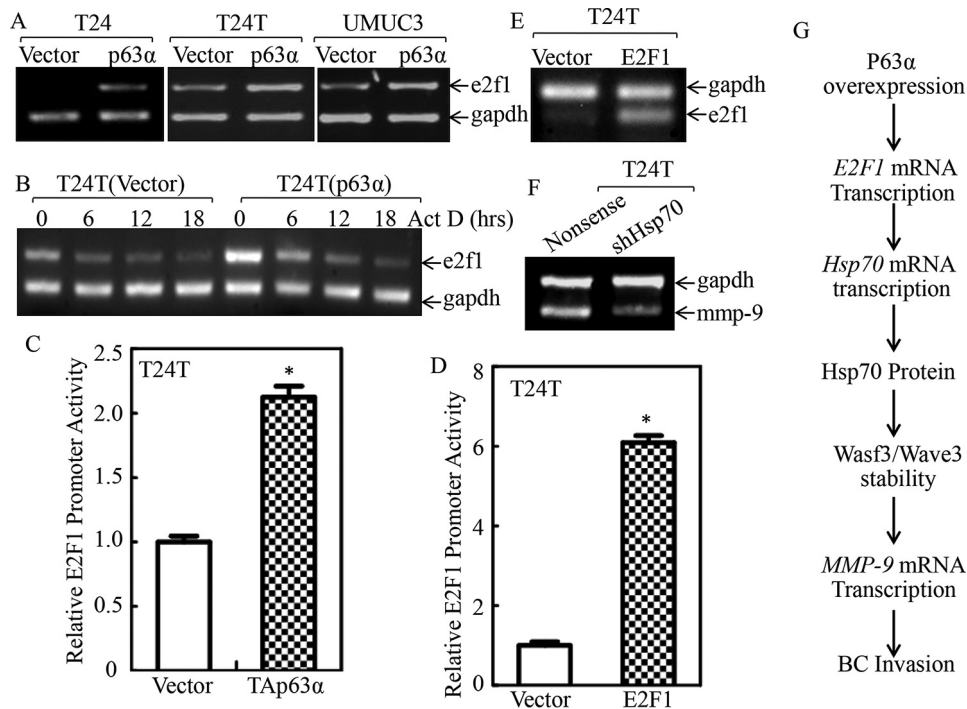 A
T24
T24T
UMUC3
Vector p63α Vector p63α Vector p63α
e2f1
gapdh
B
T24T(Vector) T24T(p63α)
0 6 12 18 0 6 12 18 Act D (hrs)
e2f1
gapdh
C
Relative E2F1 Promoter Activity
2.5
2.0
1.5
1.0
0.5
0
T24T
*
Vector TAp63α
D
Relative E2F1 Promoter Activity
8
6
4
2
0
T24T
*
Vector E2F1
E
T24T
Vector E2F1
gapdh
e2f1
F
T24T
Nonsense
shHsp70
gapdh
mmp-9
G
P63α
overexpression
E2F1 mRNA
Transcription
Hsp70 mRNA
transcription
Hsp70 Protein
Wasf3/Wave3
stability
MMP-9 mRNA
Transcription
BC Invasion